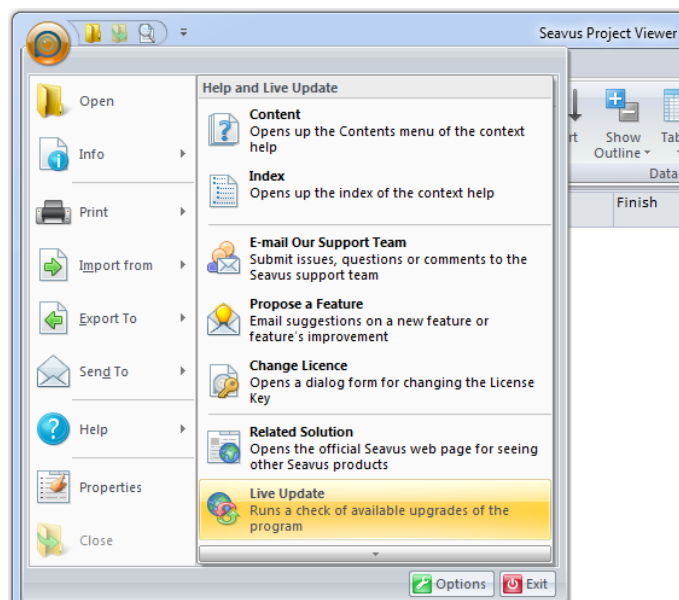 Seavus Project Viewer
Open
Info
Print
Import from
Export To
Send To
Help
Properties
Close
Help and Live Update
Content
Opens up the Contents menu of the context
help
Index
Opens up the index of the context help
E-mail Our Support Team
Submit issues, questions or comments to the
Seavus support team
Propose a Feature
Email suggestions on a new feature or
feature's improvement
Change Licence
Opens a dialog form for changing the License
Key
Related Solution
Opens the official Seavus web page for seeing
other Seavus products
Live Update
Runs a check of available upgrades of the
program
Options
Exit
rt
Show
Outline
Tab
Data
Finish